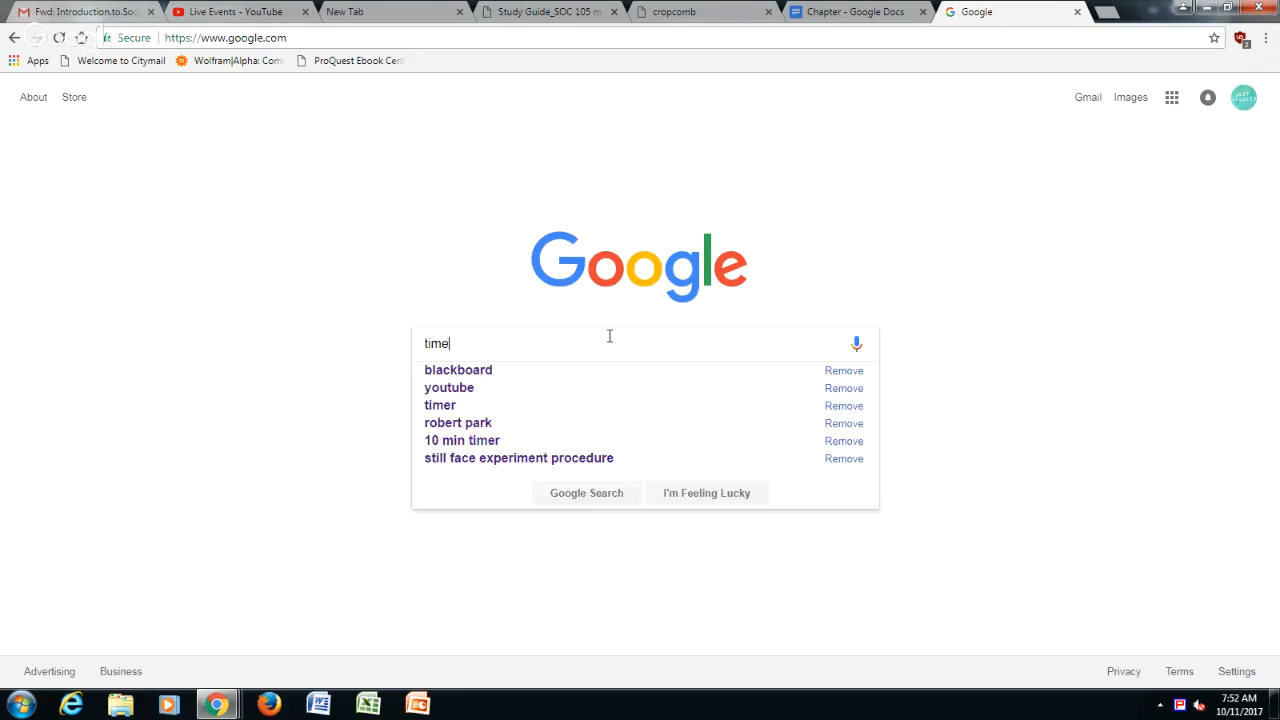 Fwd: Introduction.to.Soci
Live Events - YouTube
New Tab
Study Guide_SOC 105 m
cropcomb
Chapter - Google Docs
Google
Secure https://www.google.com
2
Apps
Welcome to Citymail
Wolfram|Alpha: Com
ProQuest Ebook Cent
About Store
Gmail Images
Google
time
blackboard Remove
youtube Remove
timer Remove
robert park Remove
10 min timer Remove
still face experiment procedure Remove
Google Search I'm Feeling Lucky
Advertising Business
Privacy Terms Settings
7:52 AM
10/11/2017